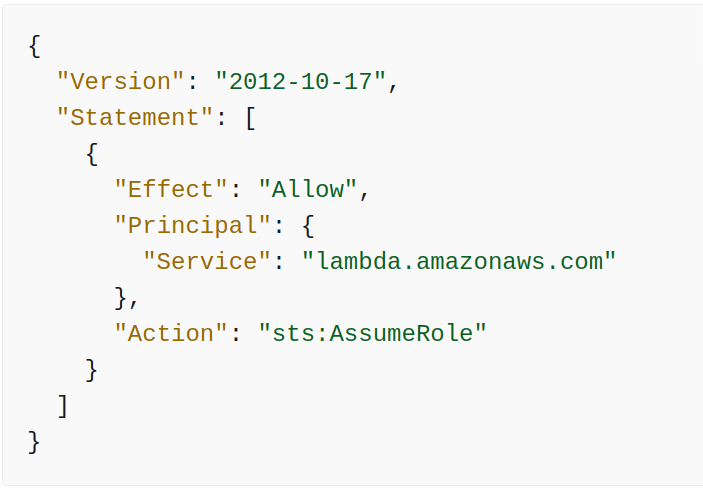 {
  "Version": "2012-10-17",
  "Statement": [
    {
      "Effect": "Allow",
      "Principal": {
        "Service": "lambda.amazonaws.com"
      },
      "Action": "sts:AssumeRole"
    }
  ]
}